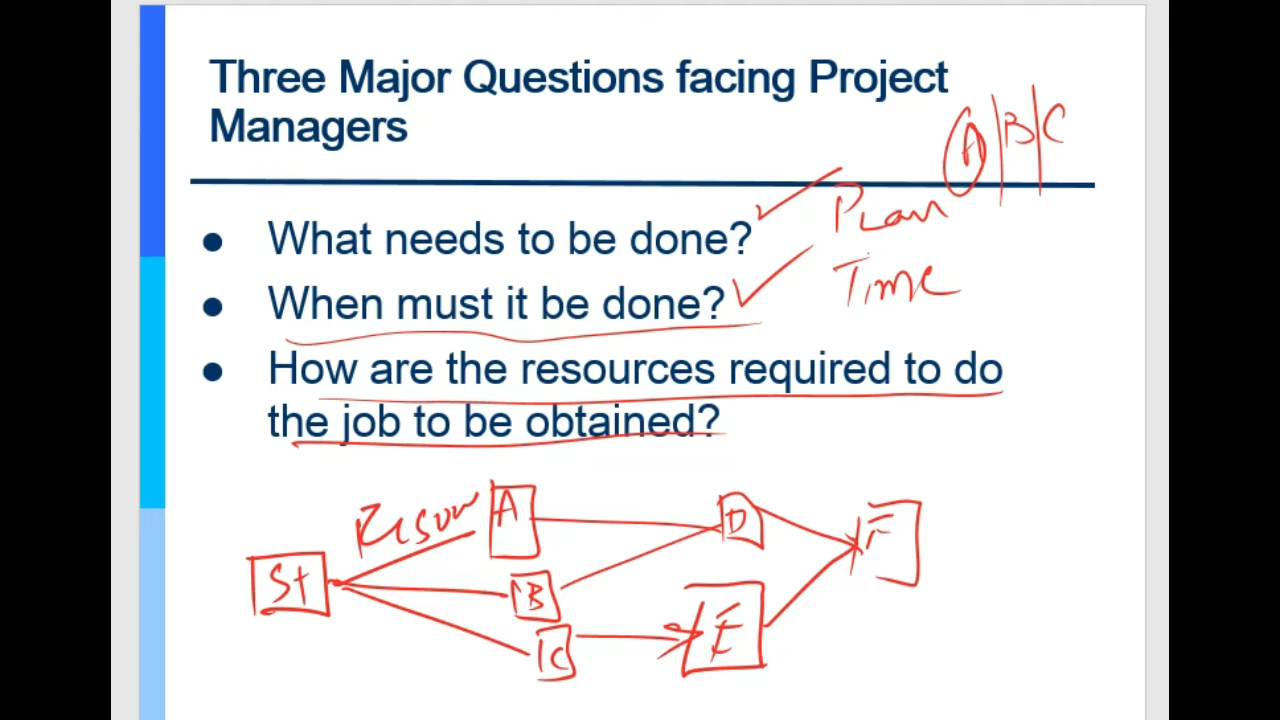 Three Major Questions facing Project
Managers
A|B|C
● What needs to be done?
Plan
● When must it be done?
Time
● How are the resources required to do
the job to be obtained?
Resour
A
D
F
St
B
E
C